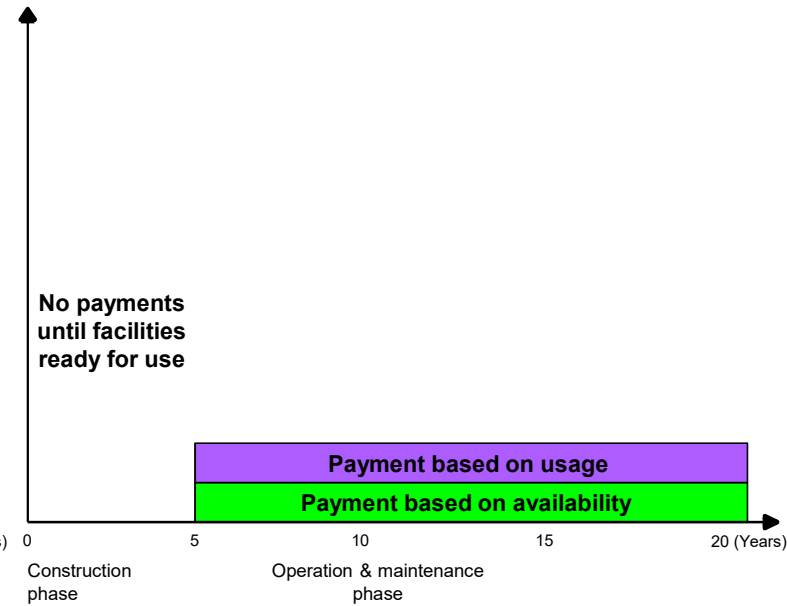 No payments
until facilities
ready for use
Payment based on usage
Payment based on availability
s) 0 5 10 15 20 (Years)
Construction
phase
Operation & maintenance
phase